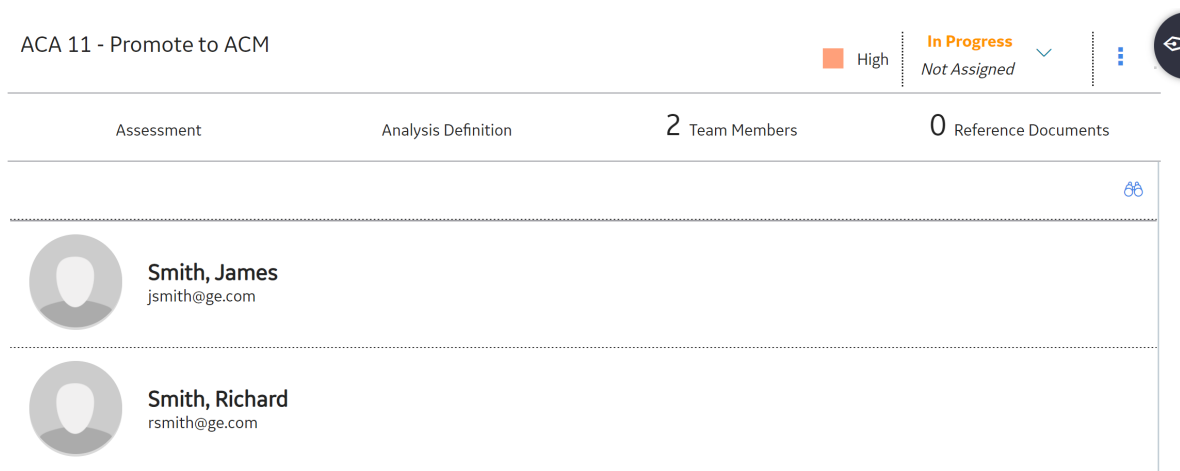 ACA 11 - Promote to ACM
High
In Progress
Not Assigned
Assessment
Analysis Definition
2 Team Members
0 Reference Documents
Smith, James
jsmith@ge.com
Smith, Richard
rsmith@ge.com